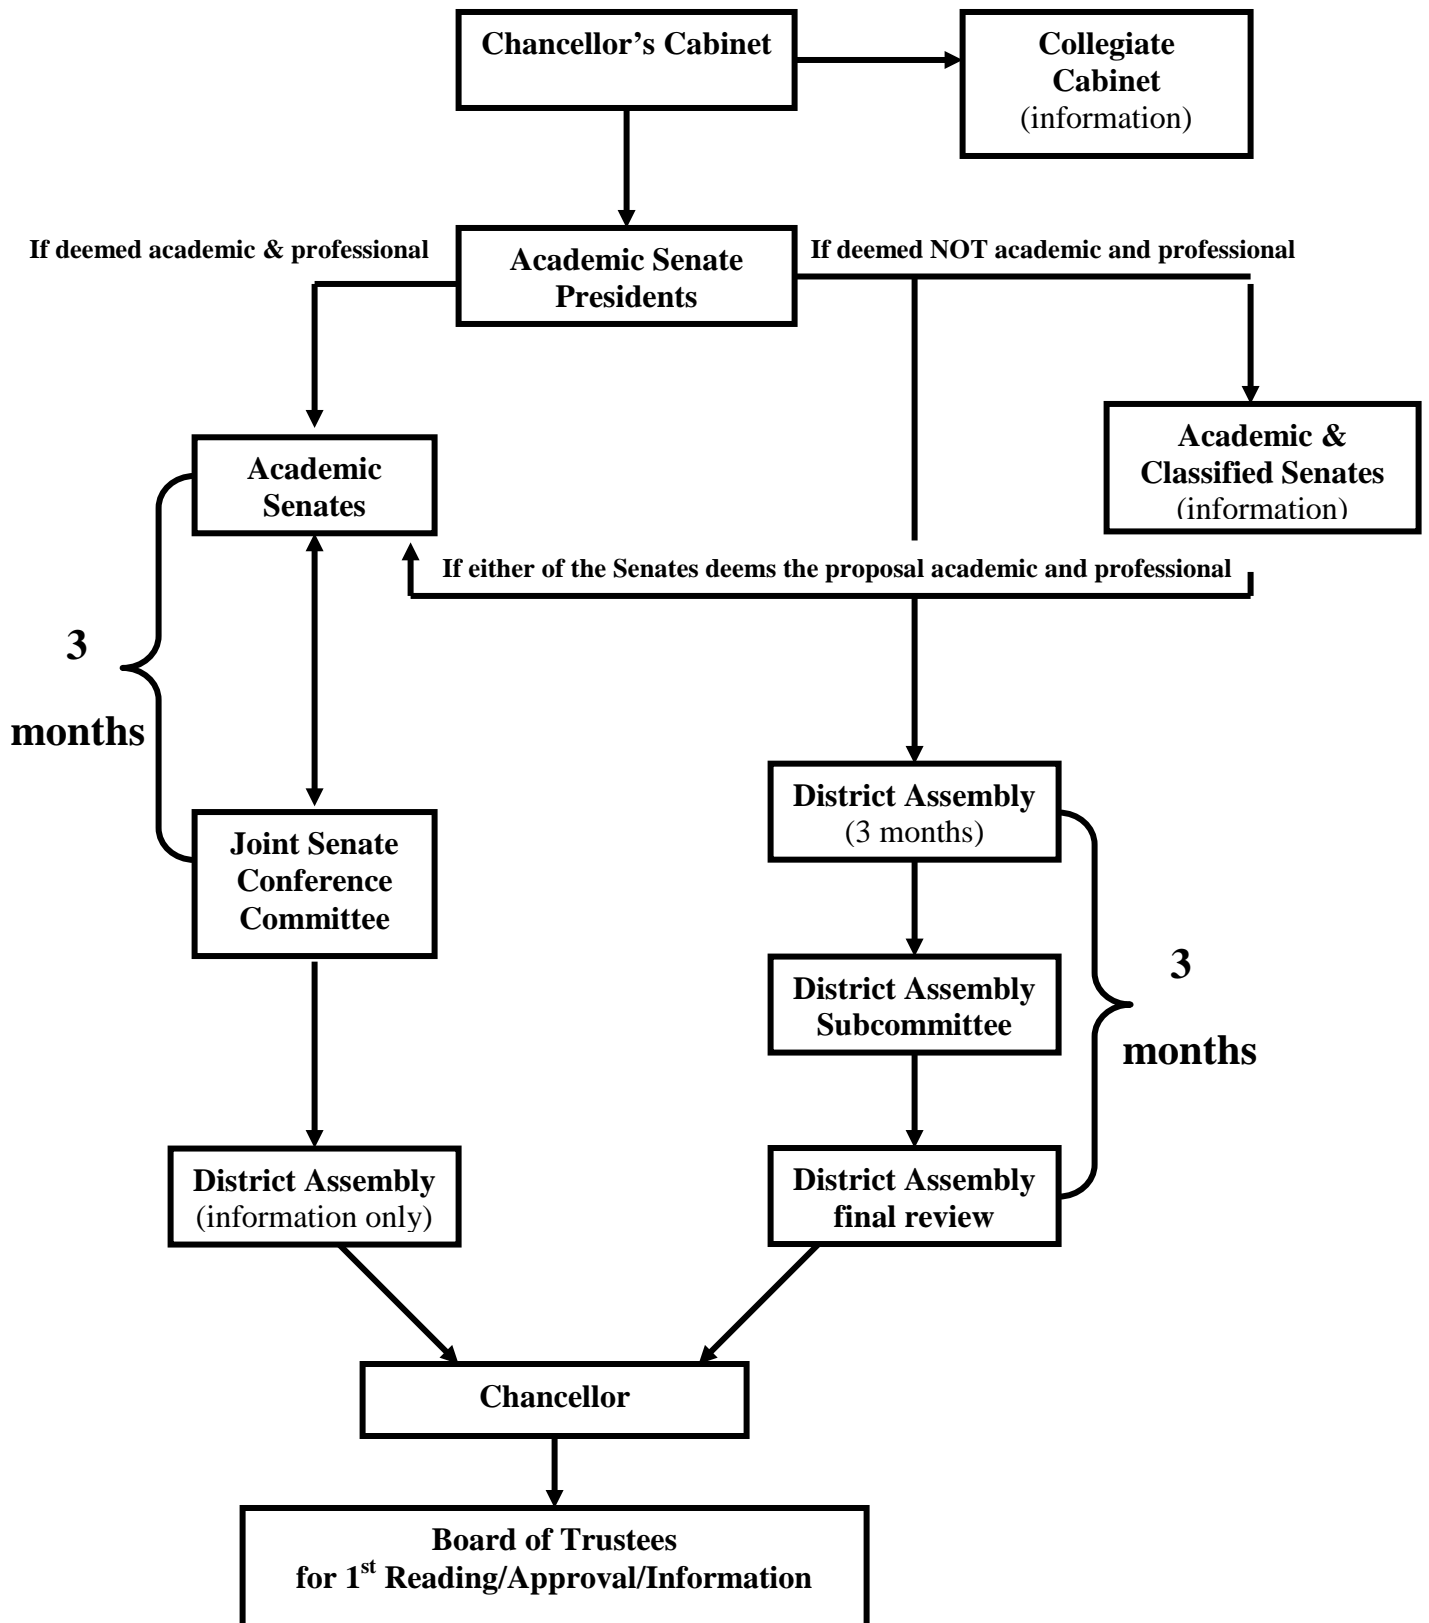 Chancellor's Cabinet
Collegiate
Cabinet
(information)
If deemed academic & professional
Academic Senate
Presidents
If deemed NOT academic and professional
Academic
Senates
Academic &
Classified Senates
(information)
If either of the Senates deems the proposal academic and professional
3
months
District Assembly
(3 months)
Joint Senate
Conference
Committee
District Assembly
Subcommittee
3
months
District Assembly
(information only)
District Assembly
final review
Chancellor
Board of Trustees
for 1st Reading/Approval/Information